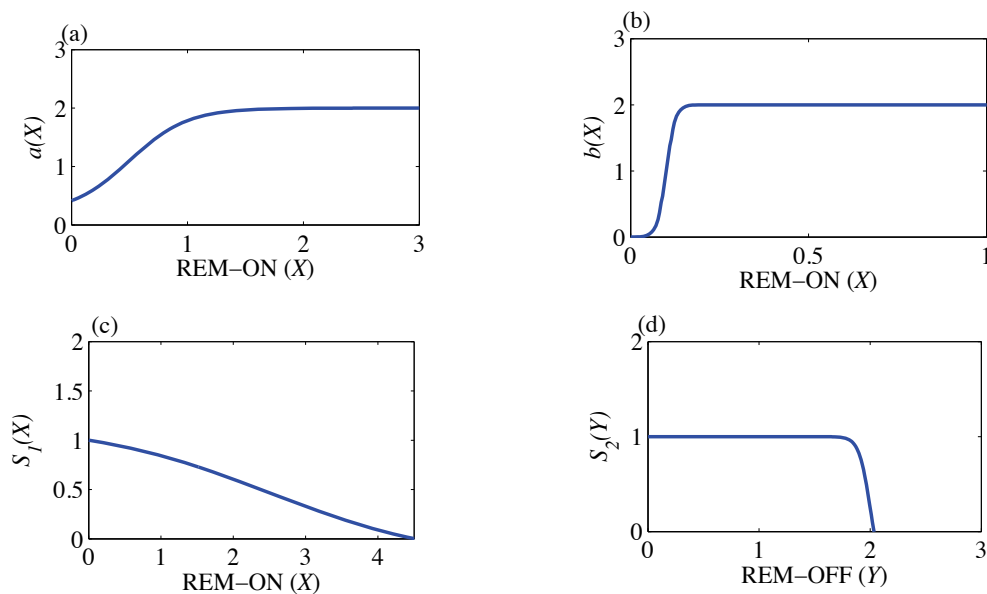 (a)
3
2
1
0
a(X)
0 1 2 3
REM−ON (X)
(b)
3
2
1
0
b(X)
0 0.5 1
REM−ON (X)
(c)
2
1.5
1
0.5
0
S1(X)
0 1 2 3 4
REM−ON (X)
(d)
2
1
0
S2(Y)
0 1 2 3
REM−OFF (Y)